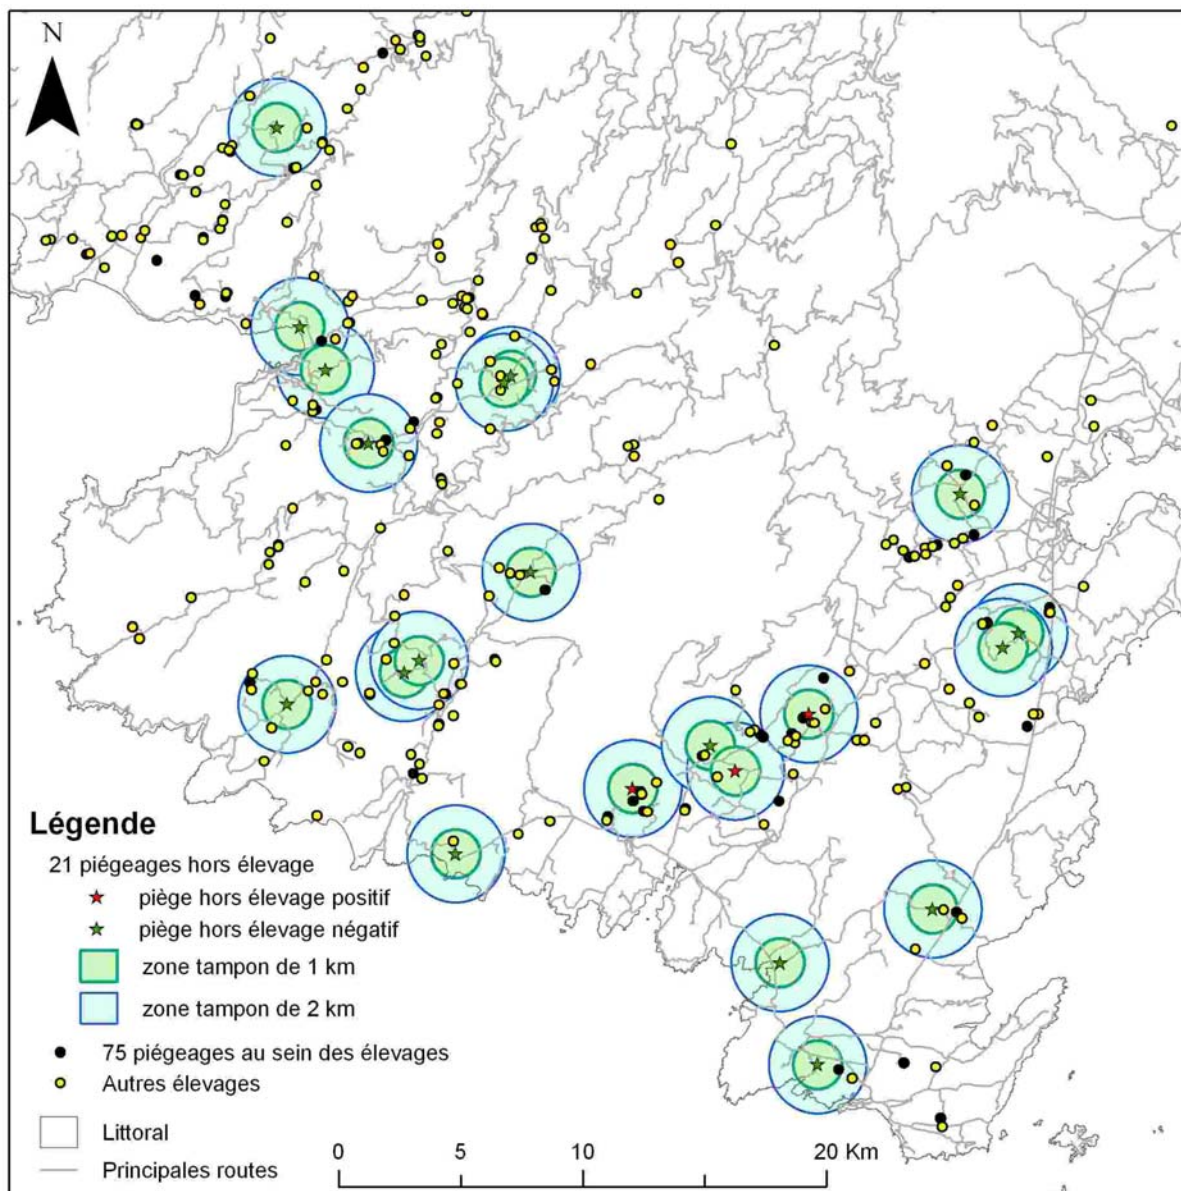 N
Légende
21 piégeages hors élevage
piège hors élevage positif
piège hors élevage négatif
zone tampon de 1 km
zone tampon de 2 km
75 piégeages au sein des élevages
Autres élevages
Littoral
Principales routes
0 5 10 20 Km